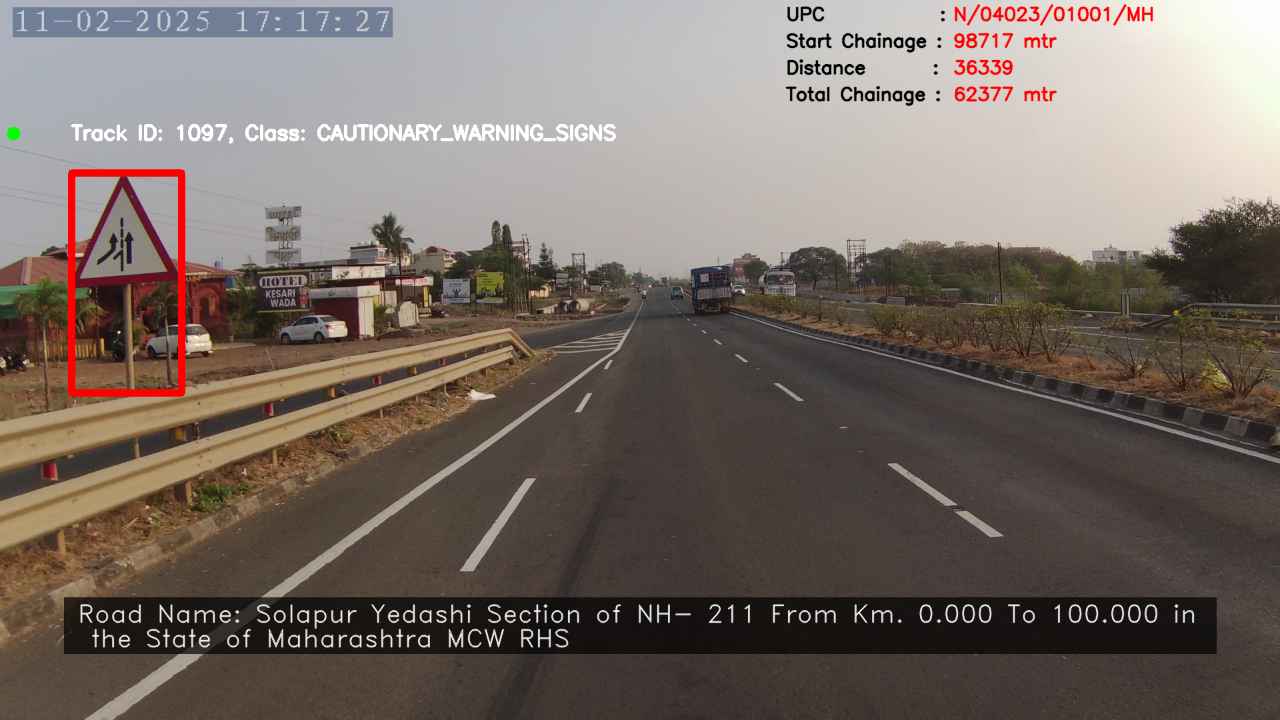 11-02-2025 17:17:27
UPC : N/04023/01001/MH
Start Chainage : 98717 mtr
Distance : 36339
Total Chainage : 62377 mtr
Track ID: 1097, Class: CAUTIONARY_WARNING_SIGNS
HOTEL
KESARI
WADA
Road Name: Solapur Yedashi Section of NH- 211 From Km. 0.000 To 100.000 in
the State of Maharashtra MCW RHS